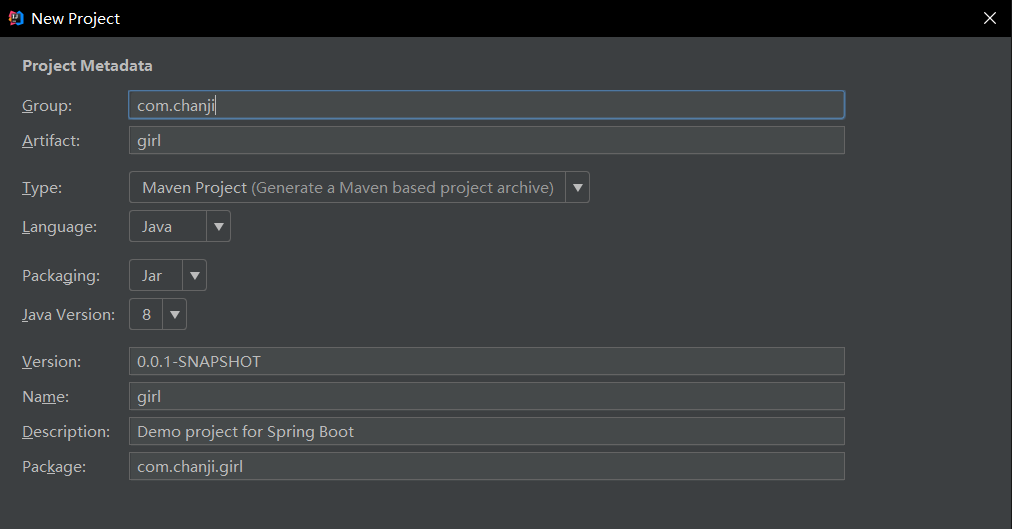 New Project
Project Metadata
Group: com.chanji
Artifact: girl
Type: Maven Project (Generate a Maven based project archive)
Language: Java
Packaging: Jar
Java Version: 8
Version: 0.0.1-SNAPSHOT
Name: girl
Description: Demo project for Spring Boot
Package: com.chanji.girl